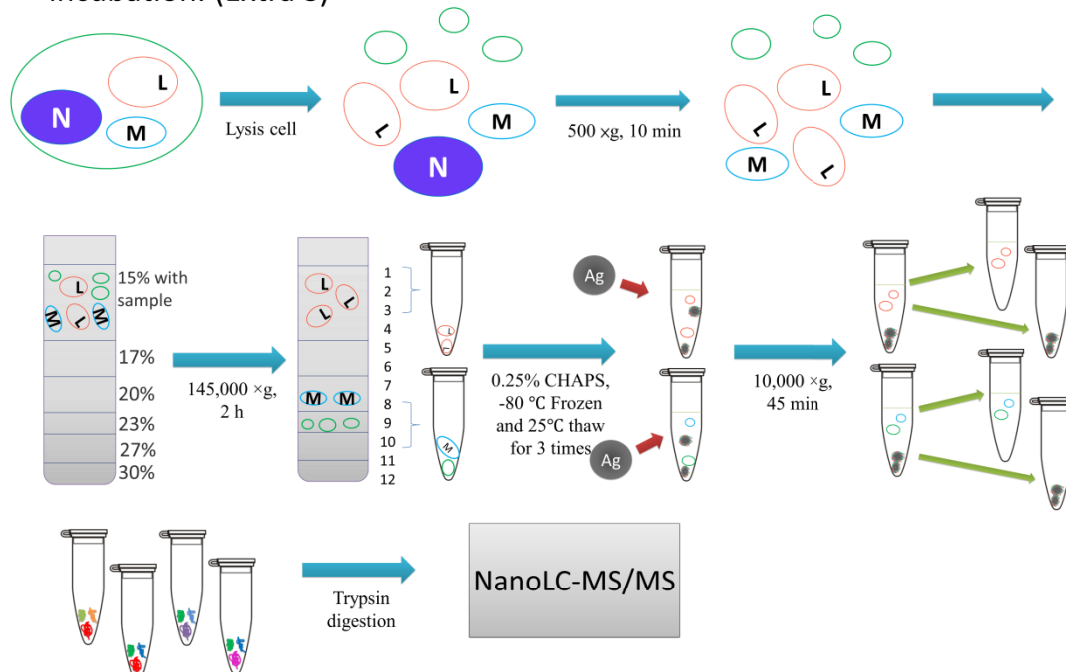 Incubation. (Extra S)
L
N
M
Lysis cell
L
L
M
N
500 ×g, 10 min
L
L
M
M
L
15% with
sample
L
M
L
M
17%
20%
23%
27%
30%
145,000 ×g,
2 h
L
L
L
M
M
1
2
3
4
5
6
7
8
9
10
11
12
L
L
M
0.25% CHAPS,
-80 ℃ Frozen
and 25℃ thaw
for 3 times
Ag
Ag
10,000 ×g,
45 min
Trypsin
digestion
NanoLC-MS/MS